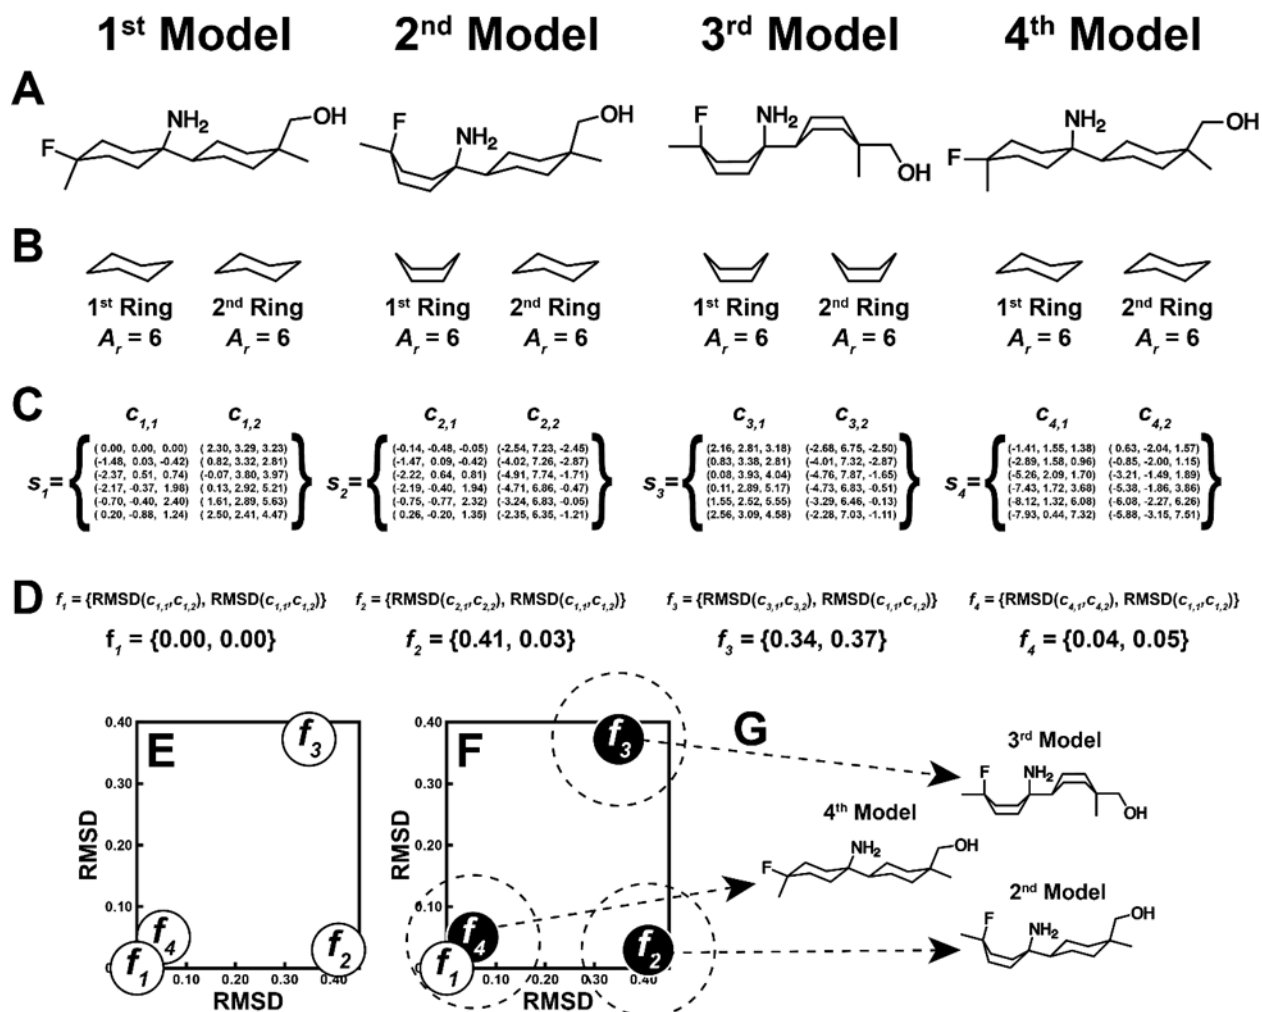 1st Model 2nd Model 3rd Model 4th Model
A
F NH2 OH
F NH2 OH
F NH2 OH
F NH2 OH
B
1st Ring 2nd Ring 1st Ring 2nd Ring 1st Ring 2nd Ring 1st Ring 2nd Ring
Ar = 6 Ar = 6 Ar = 6 Ar = 6 Ar = 6 Ar = 6 Ar = 6 Ar = 6
C
c1,1 c1,2 c2,1 c2,2 c3,1 c3,2 c4,1 c4,2
s1= { ( 0.00, 0.00, 0.00) ( 2.30, 3.29, 3.23)
(-1.48, 0.03, -0.42) ( 0.82, 3.32, 2.81)
(-2.37, 0.51, 0.74) (-0.07, 3.80, 3.97)
(-2.17, -0.37, 1.98) ( 0.13, 2.92, 5.21)
(-0.70, -0.40, 2.40) ( 1.61, 2.89, 5.63)
( 0.20, -0.88, 1.24) ( 2.50, 2.41, 4.47) }
s2= { (-0.14, -0.48, -0.05) (-2.54, 7.23, -2.45)
(-1.47, 0.09, -0.42) (-4.02, 7.26, -2.87)
(-2.22, 0.64, 0.81) (-4.91, 7.74, -1.71)
(-2.19, -0.40, 1.94) (-4.71, 6.86, -0.47)
(-0.75, -0.77, 2.32) (-3.24, 6.83, -0.05)
( 0.26, -0.20, 1.35) (-2.35, 6.35, -1.21) }
s3= { (2.16, 2.81, 3.18) (-2.68, 6.75, -2.50)
(0.83, 3.38, 2.81) (-4.01, 7.32, -2.87)
(0.08, 3.93, 4.04) (-4.76, 7.87, -1.65)
(0.11, 2.89, 5.17) (-4.73, 6.83, -0.51)
(1.55, 2.52, 5.55) (-3.29, 6.46, -0.13)
(2.56, 3.09, 4.58) (-2.28, 7.03, -1.11) }
s4= { (-1.41, 1.55, 1.38) ( 0.63, -2.04, 1.57)
(-2.89, 1.58, 0.96) (-0.85, -2.00, 1.15)
(-5.26, 2.09, 1.70) (-3.21, -1.49, 1.89)
(-7.43, 1.72, 3.68) (-5.38, -1.86, 3.86)
(-8.12, 1.32, 6.08) (-6.08, -2.27, 6.26)
(-7.93, 0.44, 7.32) (-5.88, -3.15, 7.51) }
D
f1 = {RMSD(c1,1,c1,2), RMSD(c1,1,c1,2)} f2 = {RMSD(c2,1,c2,2), RMSD(c1,1,c1,2)} f3 = {RMSD(c3,1,c3,2), RMSD(c1,1,c1,2)} f4 = {RMSD(c4,1,c4,2), RMSD(c1,1,c1,2)}
f1 = {0.00, 0.00} f2 = {0.41, 0.03} f3 = {0.34, 0.37} f4 = {0.04, 0.05}
E
0.40
0.30
0.20
0.10
0
RMSD
f3
f4
f1
f2
0.10 0.20 0.30 0.40
RMSD
F
0.40
0.30
0.20
0.10
RMSD
f3
f4
f1
f2
0.10 0.20 0.30 0.40
RMSD
G
3rd Model
F NH2 OH
4th Model
F NH2 OH
2nd Model
F NH2 OH